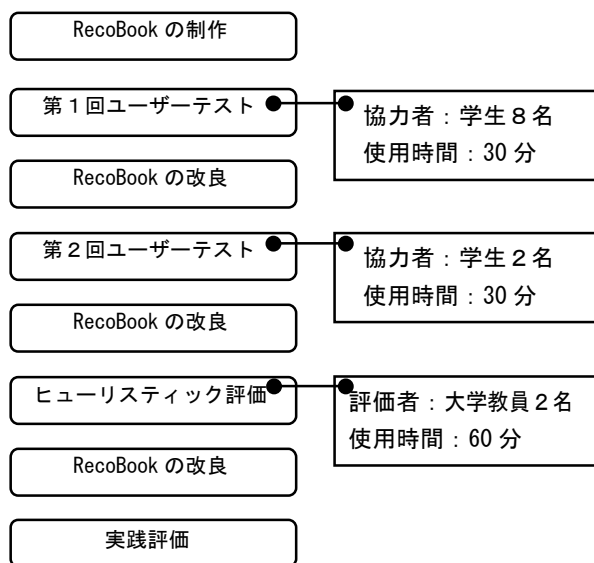 RecoBook の制作
第１回ユーザーテスト
協力者：学生８名
使用時間：30 分
RecoBook の改良
第２回ユーザーテスト
協力者：学生２名
使用時間：30 分
RecoBook の改良
ヒューリスティック評価
評価者：大学教員２名
使用時間：60 分
RecoBook の改良
実践評価